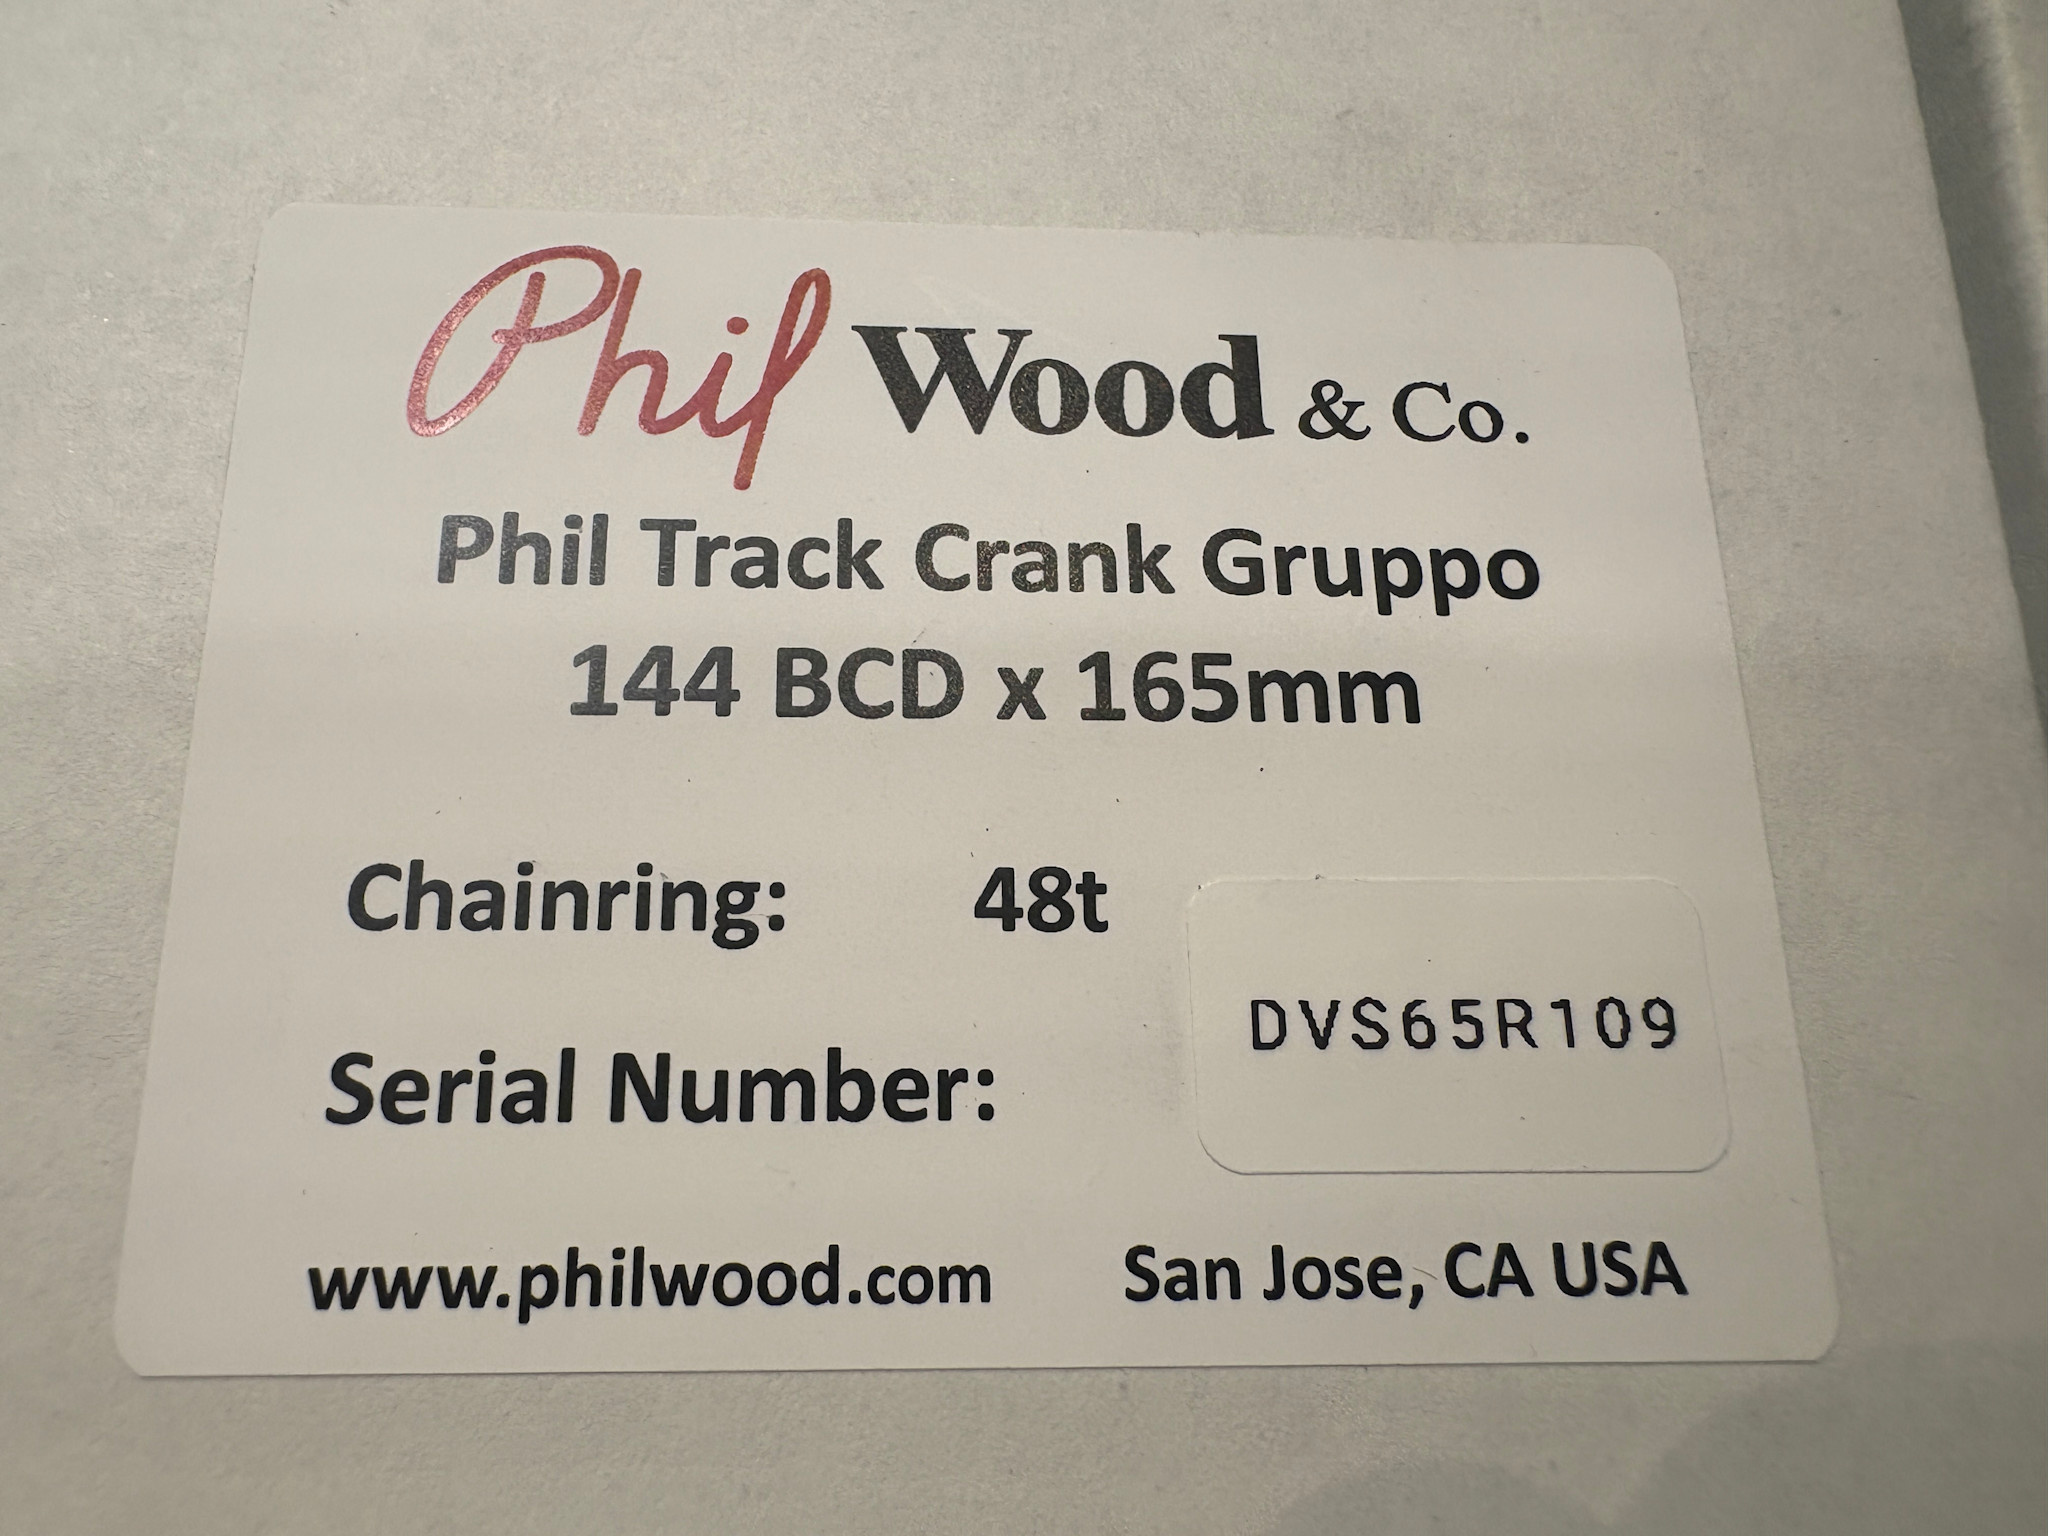 Phil Wood & Co.
Phil Track Crank Gruppo
144 BCD x 165mm
Chainring: 48t
DVS65R109
Serial Number:
www.philwood.com San Jose, CA USA